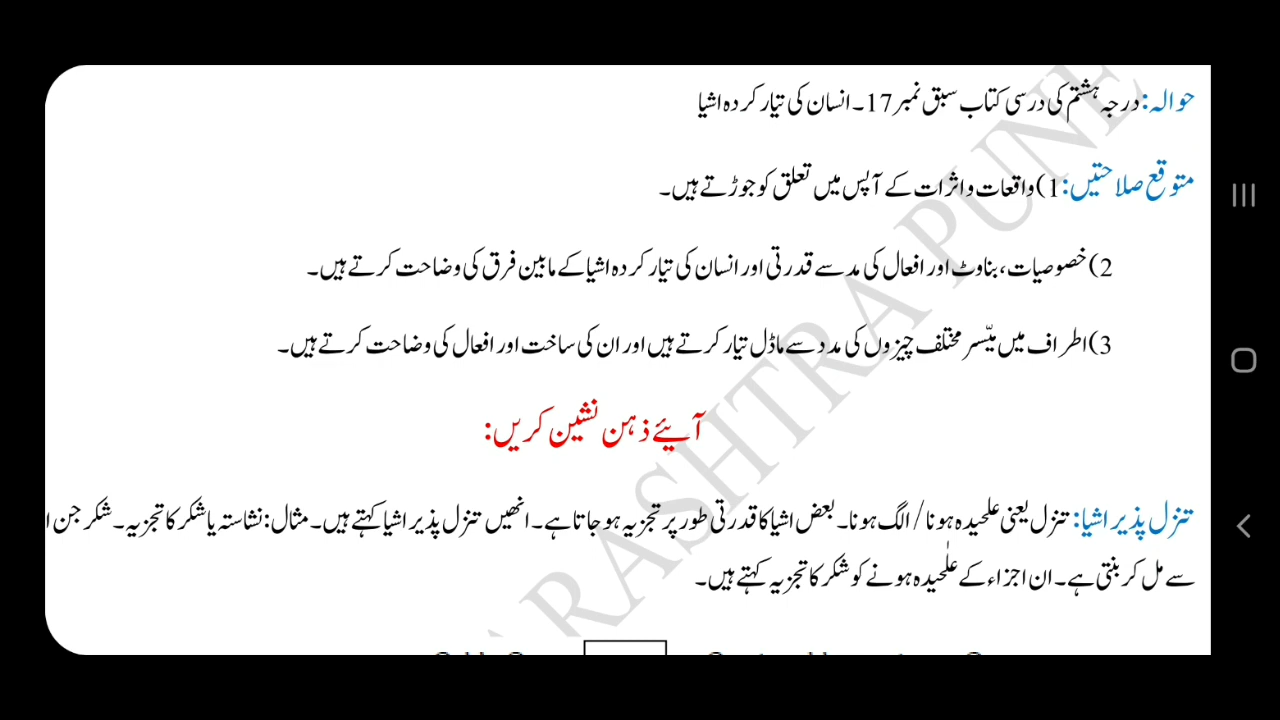 حوالہ: درجہ ہشتم کی درسی کتاب سبق نمبر 17۔ انسان کی تیار کردہ اشیا
متوقع صلاحتیں: 1) واقعات و اثرات کے آپس میں تعلق کو جوڑتے ہیں۔
2) خصوصیات، بناوٹ اور افعال کی مد سے قدرتی اور انسان کی تیار کردہ اشیا کے مابین فرق کی وضاحت کرتے ہیں۔
3) اطراف میں میّسر مختلف چیزوں کی مدد سے ماڈل تیار کرتے ہیں اور ان کی ساخت اور افعال کی وضاحت کرتے ہیں۔
آیئے ذہن نشین کریں:
تنزل پذیر اشیا: تنزل یعنی علحیدہ ہونا/ الگ ہونا۔ بعض اشیا کا قدرتی طور پر تجزیہ ہو جاتا ہے۔ انھیں تنزل پذیر اشیا کہتے ہیں۔ مثال: نشاستہ یا شکر کا تجزیہ۔ شکر جن ا
سے مل کر بنتی ہے۔ ان اجزاء کے علٰحیدہ ہونے کو شکر کا تجزیہ کہتے ہیں۔
RASHTRA PUNE